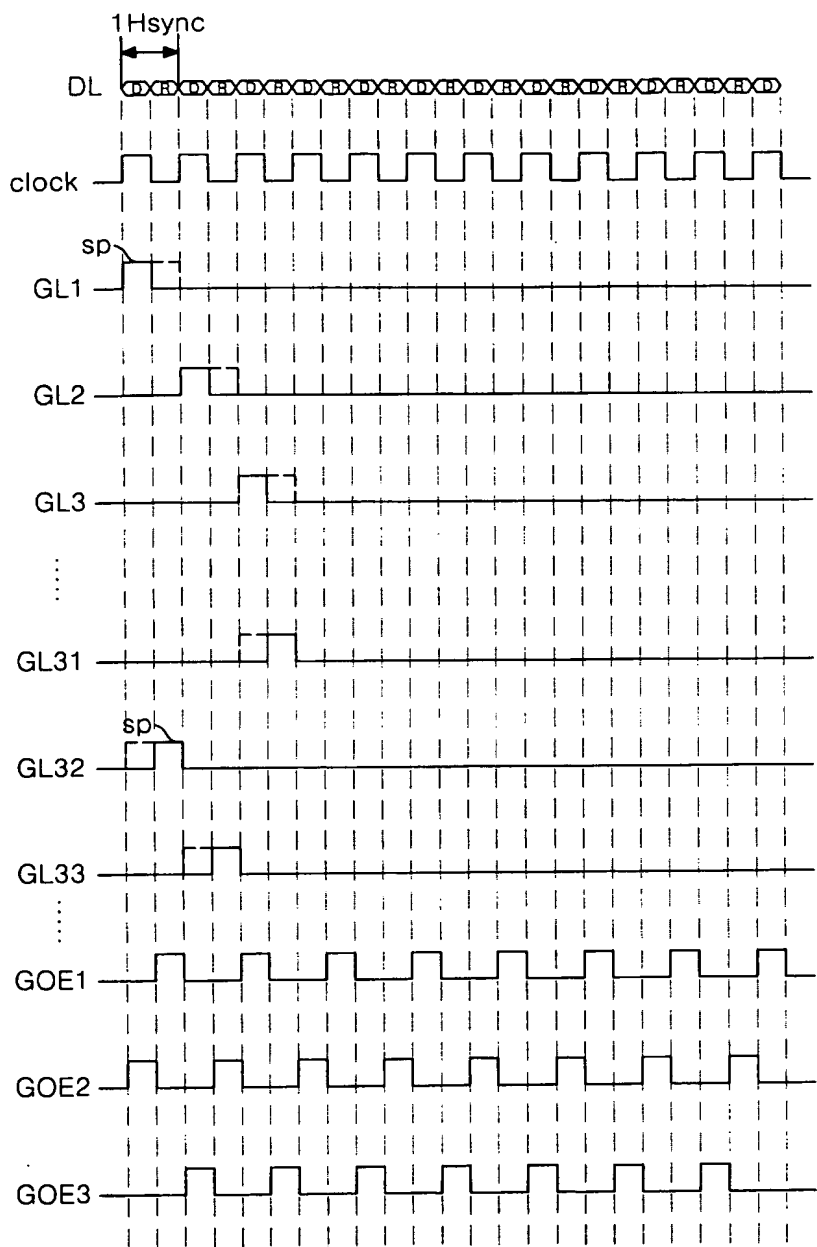 1Hsync
DL D R D R D R D R D R D R D R D R D R D R D R D
clock
sp
GL1
GL2
GL3
GL31
sp
GL32
GL33
GOE1
GOE2
GOE3